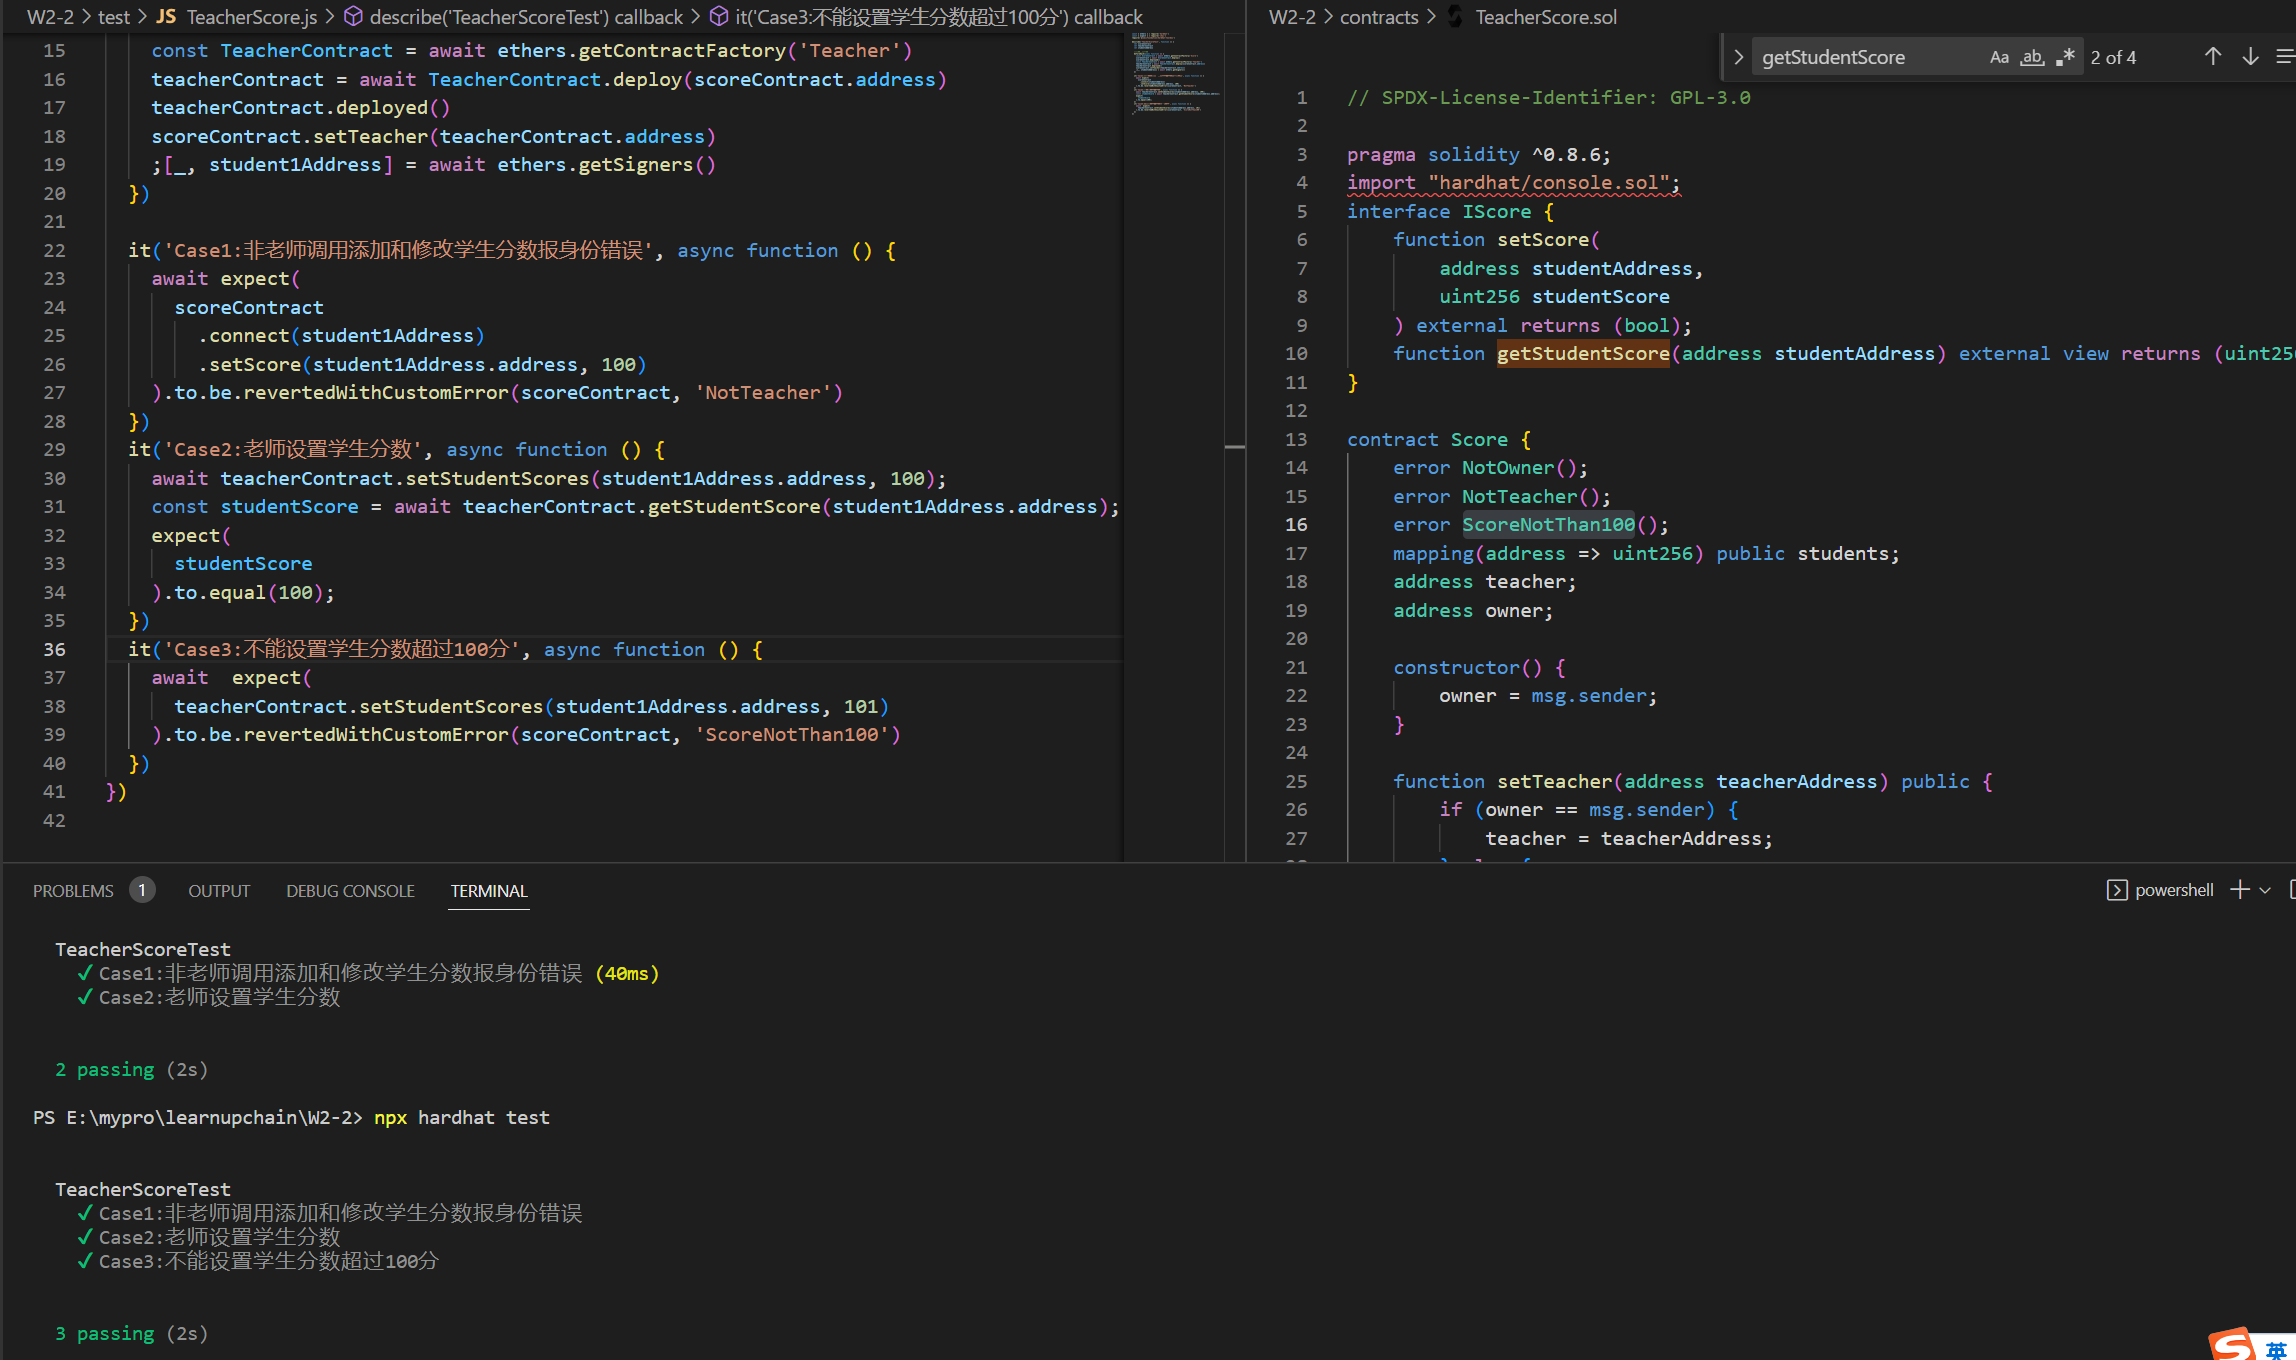 W2-2 > test > JS TeacherScore.js > describe('TeacherScoreTest') callback > it('Case3:不能设置学生分数超过100分') callback
15 const TeacherContract = await ethers.getContractFactory('Teacher')
16 teacherContract = await TeacherContract.deploy(scoreContract.address)
17 teacherContract.deployed()
18 scoreContract.setTeacher(teacherContract.address)
19 ;[_, student1Address] = await ethers.getSigners()
20 })
21
22 it('Case1:非老师调用添加和修改学生分数报身份错误', async function () {
23 await expect(
24 scoreContract
25 .connect(student1Address)
26 .setScore(student1Address.address, 100)
27 ).to.be.revertedWithCustomError(scoreContract, 'NotTeacher')
28 })
29 it('Case2:老师设置学生分数', async function () {
30 await teacherContract.setStudentScores(student1Address.address, 100);
31 const studentScore = await teacherContract.getStudentScore(student1Address.address);
32 expect(
33 studentScore
34 ).to.equal(100);
35 })
36 it('Case3:不能设置学生分数超过100分', async function () {
37 await  expect(
38 teacherContract.setStudentScores(student1Address.address, 101)
39 ).to.be.revertedWithCustomError(scoreContract, 'ScoreNotThan100')
40 })
41 })
42
W2-2 > contracts > TeacherScore.sol
getStudentScore Aa ab .* 2 of 4
1 // SPDX-License-Identifier: GPL-3.0
2
3 pragma solidity ^0.8.6;
4 import "hardhat/console.sol";
5 interface IScore {
6 function setScore(
7 address studentAddress,
8 uint256 studentScore
9 ) external returns (bool);
10 function getStudentScore(address studentAddress) external view returns (uint25
11 }
12
13 contract Score {
14 error NotOwner();
15 error NotTeacher();
16 error ScoreNotThan100();
17 mapping(address => uint256) public students;
18 address teacher;
19 address owner;
20
21 constructor() {
22 owner = msg.sender;
23 }
24
25 function setTeacher(address teacherAddress) public {
26 if (owner == msg.sender) {
27 teacher = teacherAddress;
PROBLEMS 1 OUTPUT DEBUG CONSOLE TERMINAL
powershell
TeacherScoreTest
✓ Case1:非老师调用添加和修改学生分数报身份错误 (40ms)
✓ Case2:老师设置学生分数
2 passing (2s)
PS E:\mypro\learnupchain\W2-2> npx hardhat test
TeacherScoreTest
✓ Case1:非老师调用添加和修改学生分数报身份错误
✓ Case2:老师设置学生分数
✓ Case3:不能设置学生分数超过100分
3 passing (2s)
英